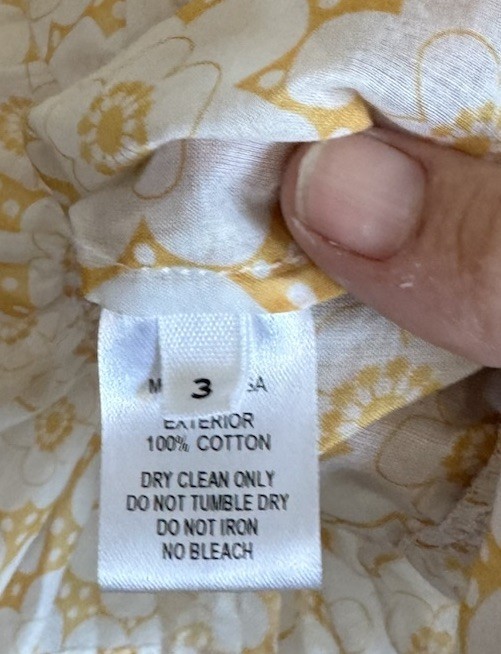 3
EXTERIOR
100% COTTON
DRY CLEAN ONLY
DO NOT TUMBLE DRY
DO NOT IRON
NO BLEACH